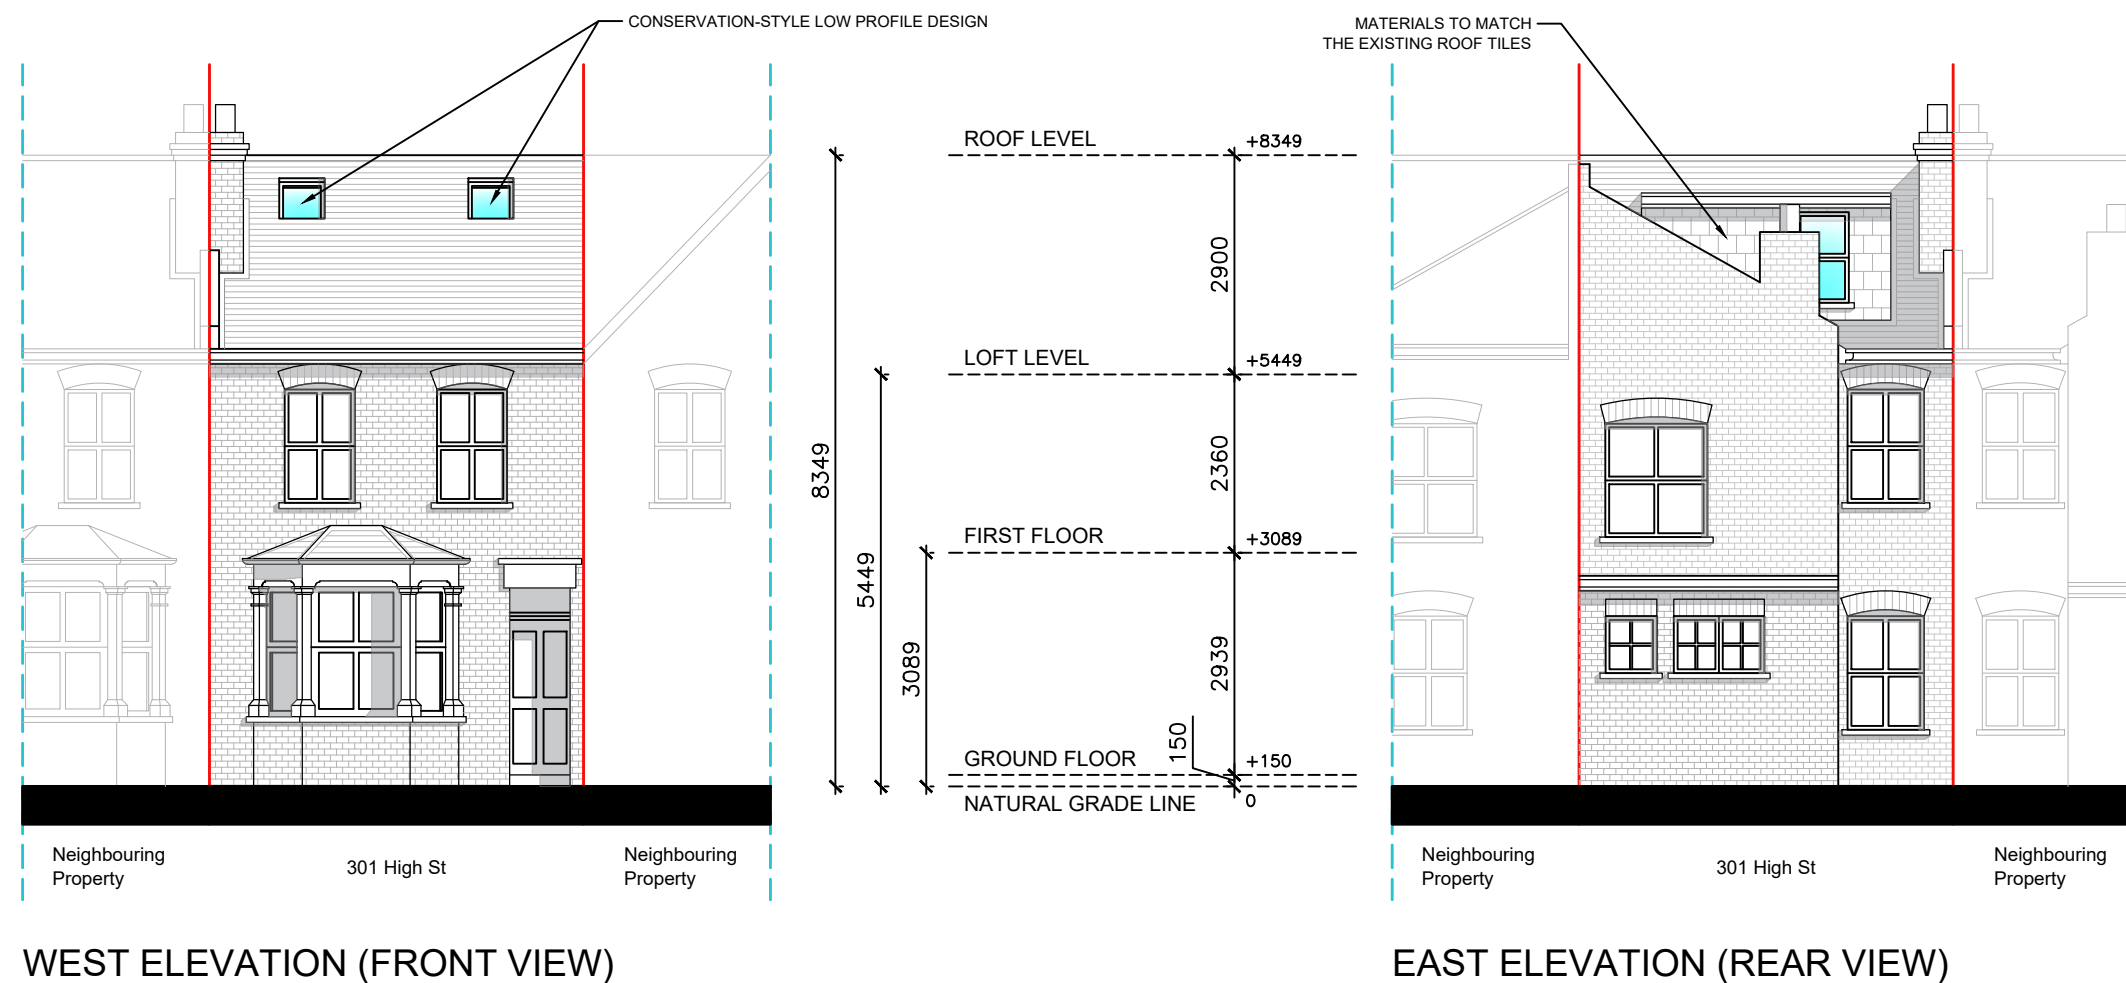 CONSERVATION-STYLE LOW PROFILE DESIGN
MATERIALS TO MATCH
THE EXISTING ROOF TILES
ROOF LEVEL
+8349
2900
LOFT LEVEL
+5449
8349
2360
5449
FIRST FLOOR
+3089
3089
2939
150
GROUND FLOOR
+150
NATURAL GRADE LINE
0
Neighbouring
Property
301 High St
Neighbouring
Property
Neighbouring
Property
301 High St
Neighbouring
Property
WEST ELEVATION (FRONT VIEW)
EAST ELEVATION (REAR VIEW)